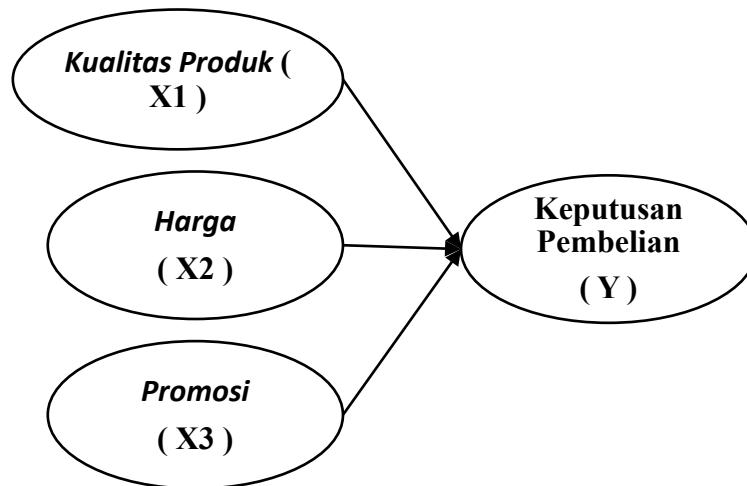 Kualitas Produk (
X1 )
Harga
( X2 )
Promosi
( X3 )
Keputusan
Pembelian
( Y )